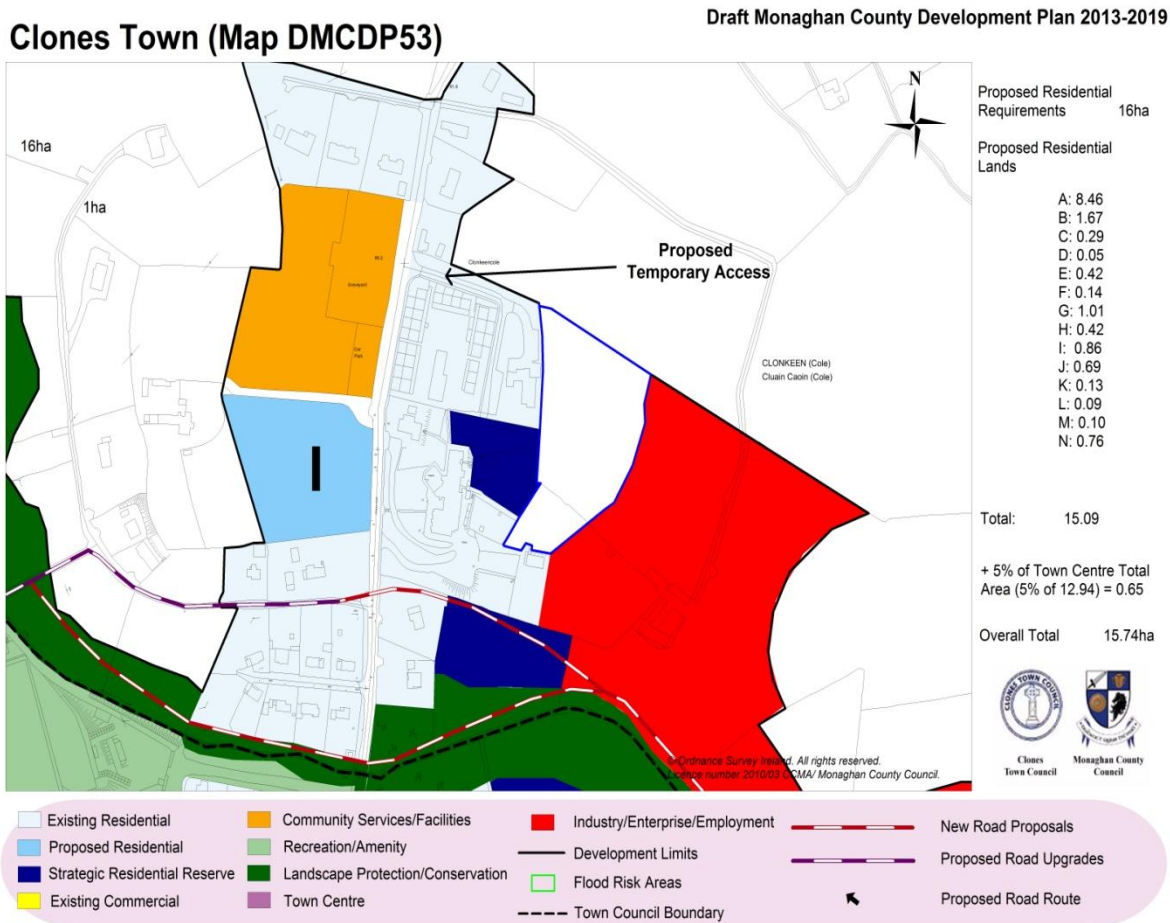 Draft Monaghan County Development Plan 2013-2019
Clones Town (Map DMCDP53)
N
16ha
1ha
Proposed
Temporary Access
Clonkeencole
Graveyard
Car
Park
CLONKEEN (Cole)
Cluain Caoin (Cole)
I
© Ordnance Survey Ireland. All rights reserved.
Licence number 2010/03 CCMA/ Monaghan County Council.
Proposed Residential
Requirements 16ha
Proposed Residential
Lands
A: 8.46
B: 1.67
C: 0.29
D: 0.05
E: 0.42
F: 0.14
G: 1.01
H: 0.42
I: 0.86
J: 0.69
K: 0.13
L: 0.09
M: 0.10
N: 0.76
Total: 15.09
+ 5% of Town Centre Total
Area (5% of 12.94) = 0.65
Overall Total 15.74ha
CLONES TOWN COUNCIL
Clones
Town Council
Monaghan County
Council
Existing Residential
Proposed Residential
Strategic Residential Reserve
Existing Commercial
Community Services/Facilities
Recreation/Amenity
Landscape Protection/Conservation
Town Centre
Industry/Enterprise/Employment
Development Limits
Flood Risk Areas
Town Council Boundary
New Road Proposals
Proposed Road Upgrades
Proposed Road Route